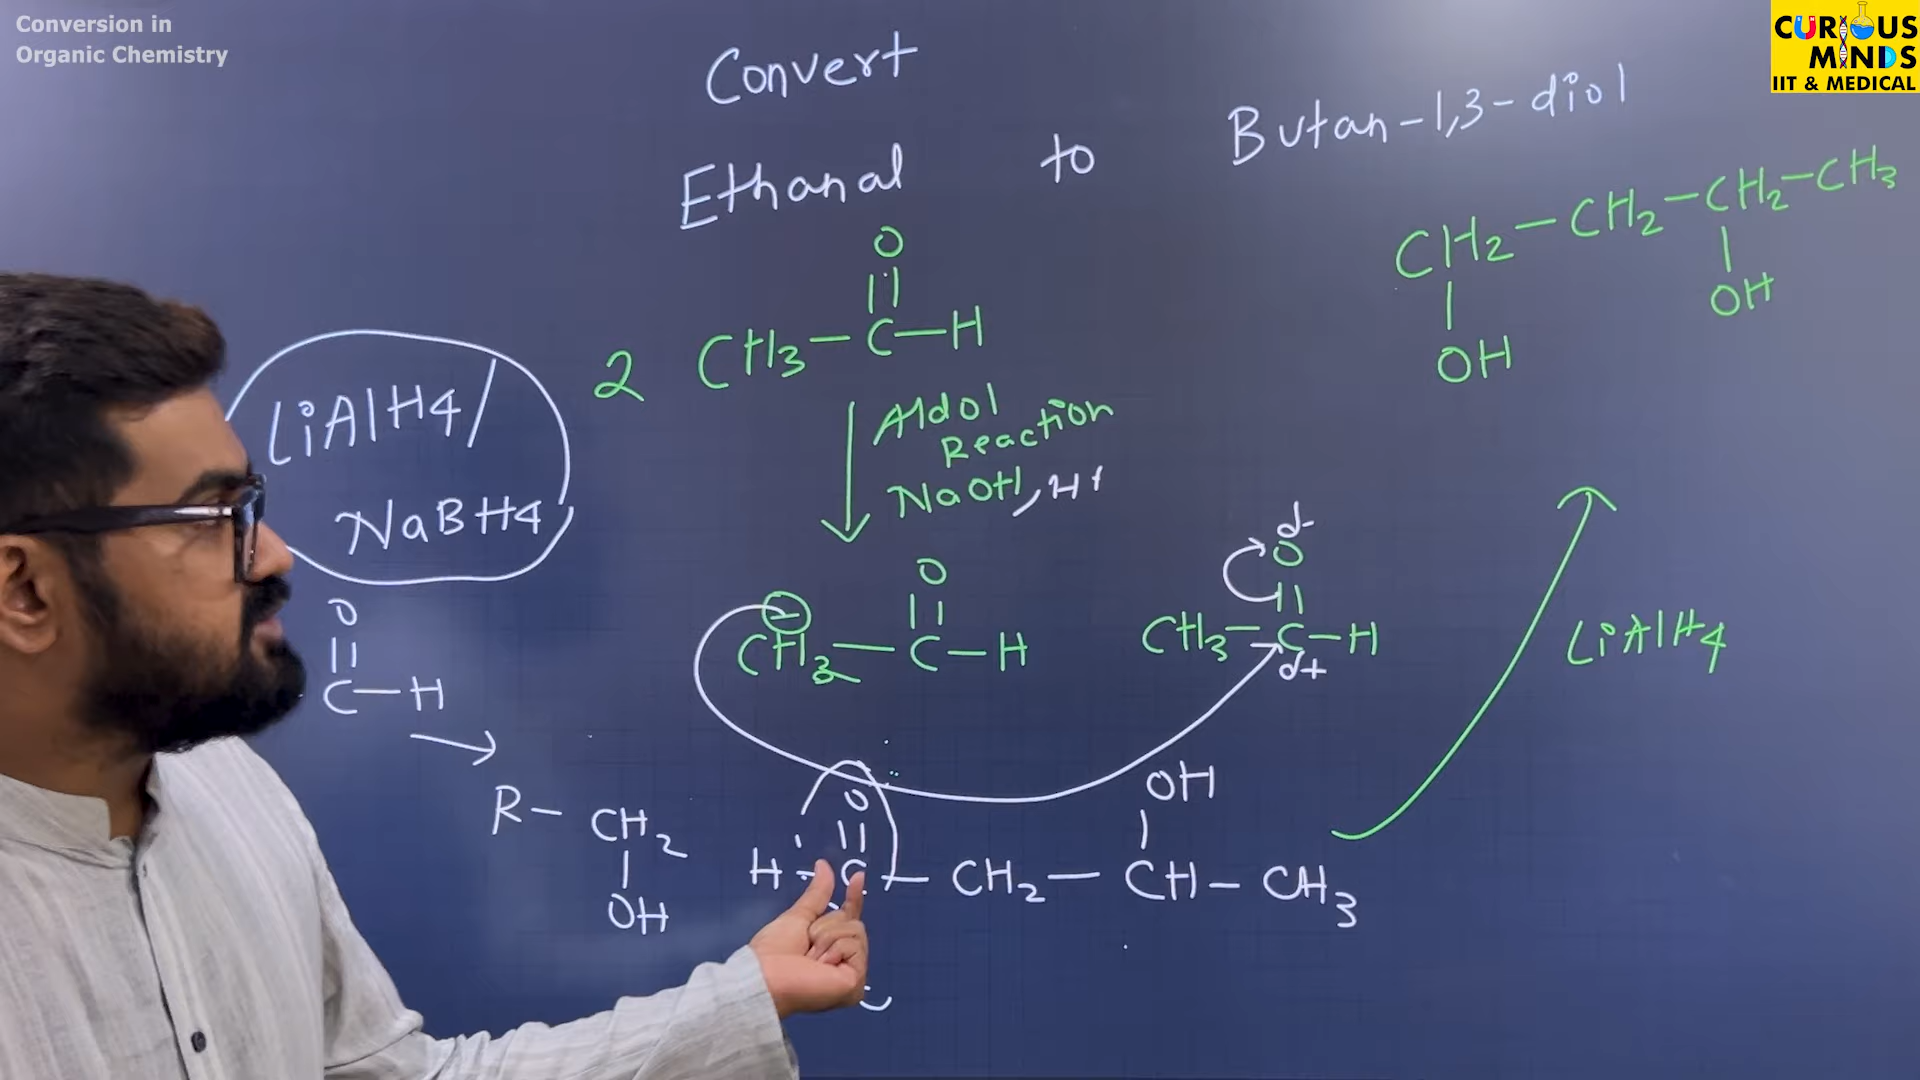 Conversion in
Organic Chemistry
CURIOUS
MINDS
IIT & MEDICAL
Convert
Ethanal to Butan-1,3-diol
CH2-CH2-CH2-CH3
OH
OH
O
2 CH3-C-H
Aldol
Reaction
NaOH, H+
LiAlH4/
NaBH4
O
C-H
R-CH2
OH
O
CH2-C-H
d-
O
CH3-C-H
d+
LiAlH4
O
OH
H-C-CH2-CH-CH3